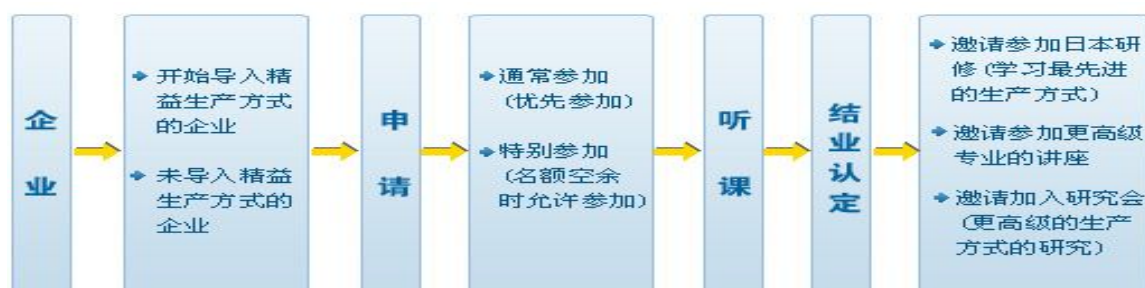 企业
开始导入精
益生产方式
的企业
未导入精益
生产方式的
企业
申请
通常参加
(优先参加)
特别参加
(名额空余
时允许参加)
听课
结业认定
邀请参加日本研
修(学习最先进
的生产方式)
邀请参加更高级
专业的讲座
邀请加入研究会
(更高级的生产
方式的研究)